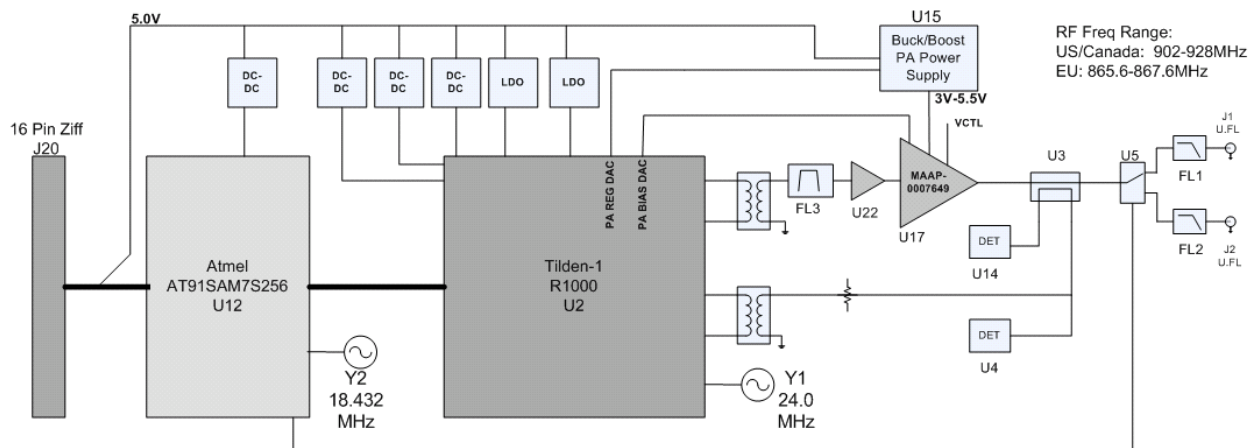 5.0V
U15
Buck/Boost
PA Power
Supply
RF Freq Range:
US/Canada: 902-928MHz
EU: 865.6-867.6MHz
DC-
DC
DC-
DC
DC-
DC
DC-
DC
LDO
LDO
3V-5.5V
VCTL
16 Pin Ziff
J20
PA REG DAC
PA BIAS DAC
MAAP-
0007649
U17
FL3
U22
U3
U5
J1
U.FL
FL1
J2
U.FL
FL2
DET
U14
DET
U4
Atmel
AT91SAM7S256
U12
Tilden-1
R1000
U2
Y2
18.432
MHz
Y1
24.0
MHz